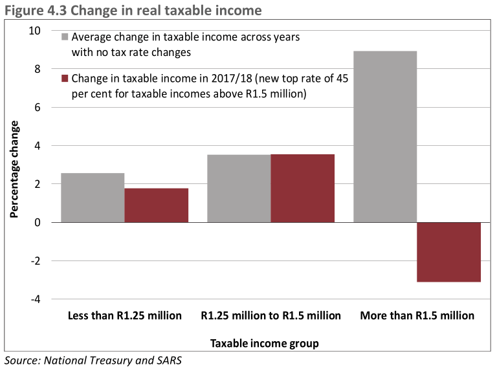 Figure 4.3 Change in real taxable income
10
8
6
4
2
0
-2
-4
Percentage change
Average change in taxable income across years
with no tax rate changes
Change in taxable income in 2017/18 (new top rate of 45
per cent for taxable incomes above R1.5 million)
Less than R1.25 million
R1.25 million to R1.5 million
More than R1.5 million
Taxable income group
Source: National Treasury and SARS